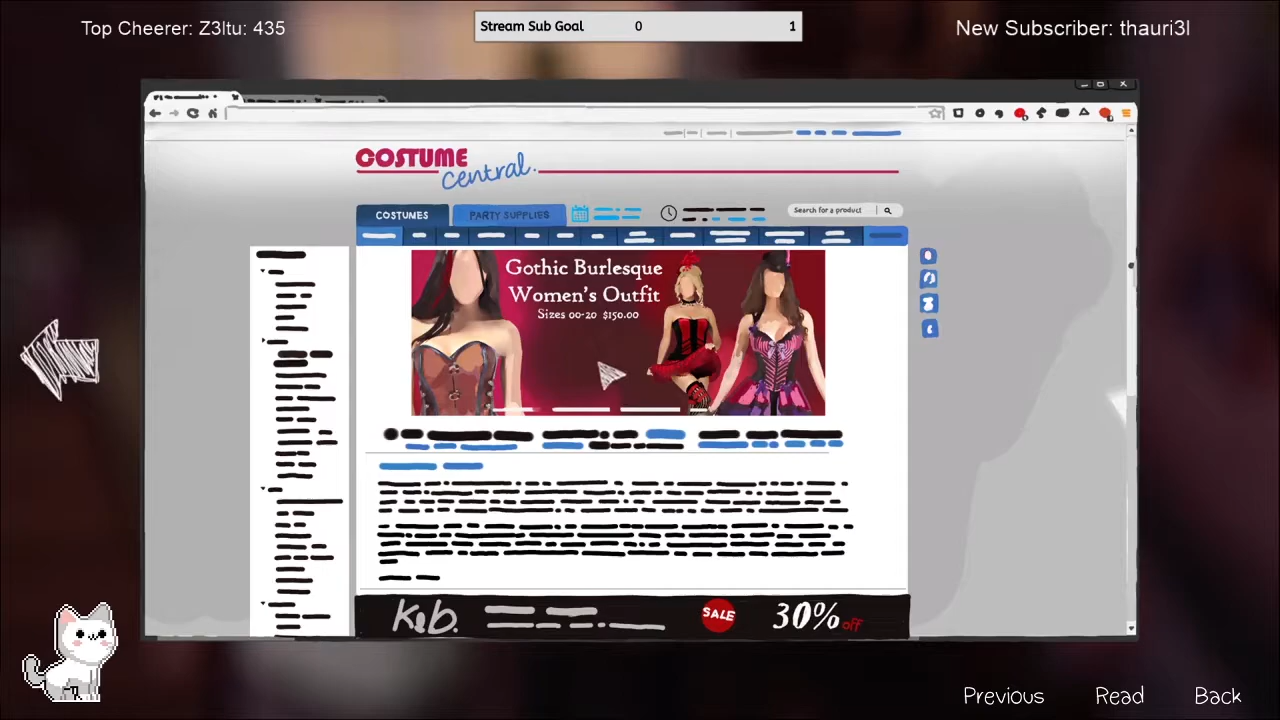 Top Cheerer: Z3ltu: 435
Stream Sub Goal 0 1
New Subscriber: thauri3l
COSTUME
central.
COSTUMES PARTY SUPPLIES Search for a product
Gothic Burlesque
Women's Outfit
Sizes 00-20 $150.00
K&b. SALE 30% off
Previous Read Back